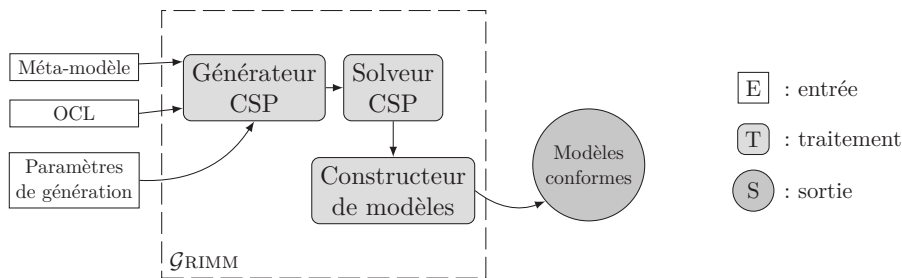 Méta-modèle
OCL
Paramètres
de génération
Générateur
CSP
Solveur
CSP
Constructeur
de modèles
GRIMM
Modèles
conformes
E : entrée
T : traitement
S : sortie